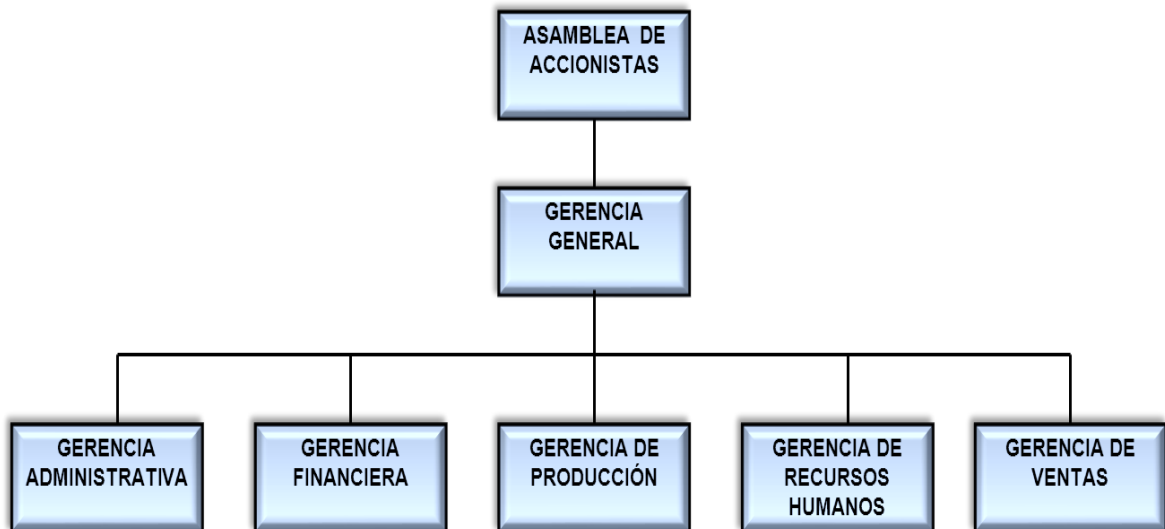 ASAMBLEA DE
ACCIONISTAS
GERENCIA
GENERAL
GERENCIA
ADMINISTRATIVA
GERENCIA
FINANCIERA
GERENCIA DE
PRODUCCIÓN
GERENCIA DE
RECURSOS
HUMANOS
GERENCIA DE
VENTAS